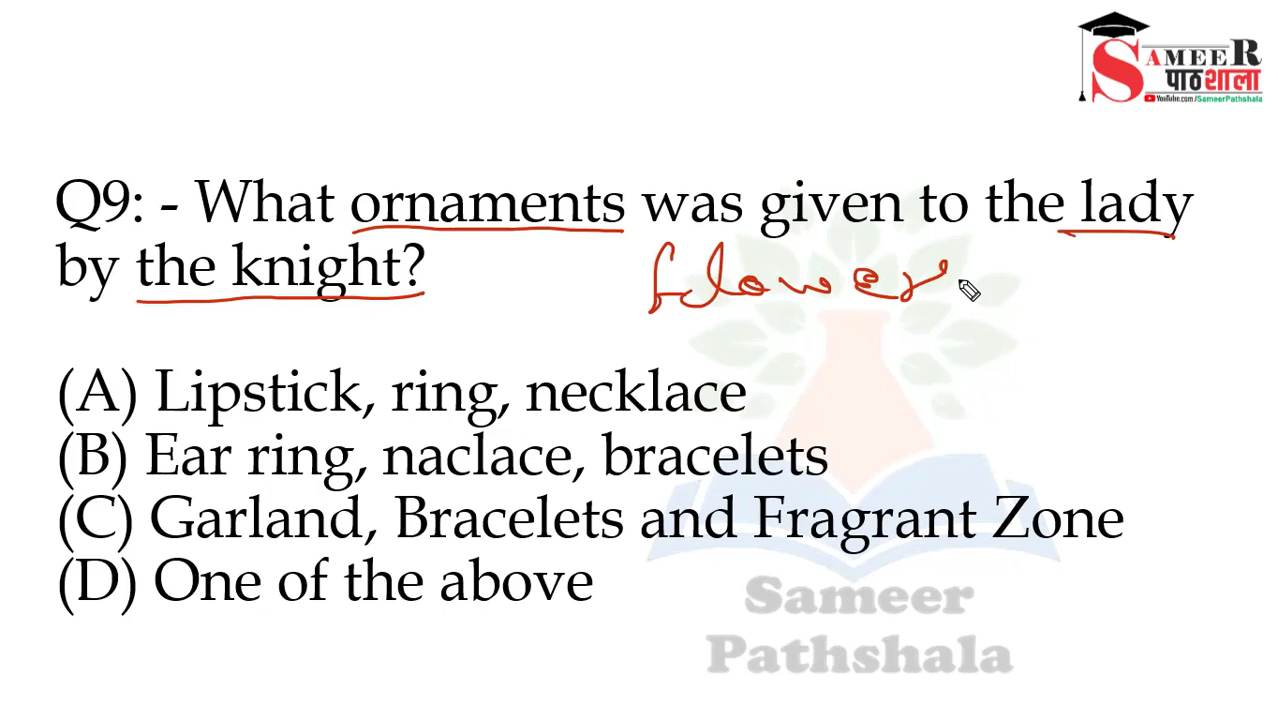 SAMEER
पाठशाला
YouTube.com/SameerPathshala
Q9: - What ornaments was given to the lady
by the knight?
flower
(A) Lipstick, ring, necklace
(B) Ear ring, naclace, bracelets
(C) Garland, Bracelets and Fragrant Zone
(D) One of the above
Sameer
Pathshala